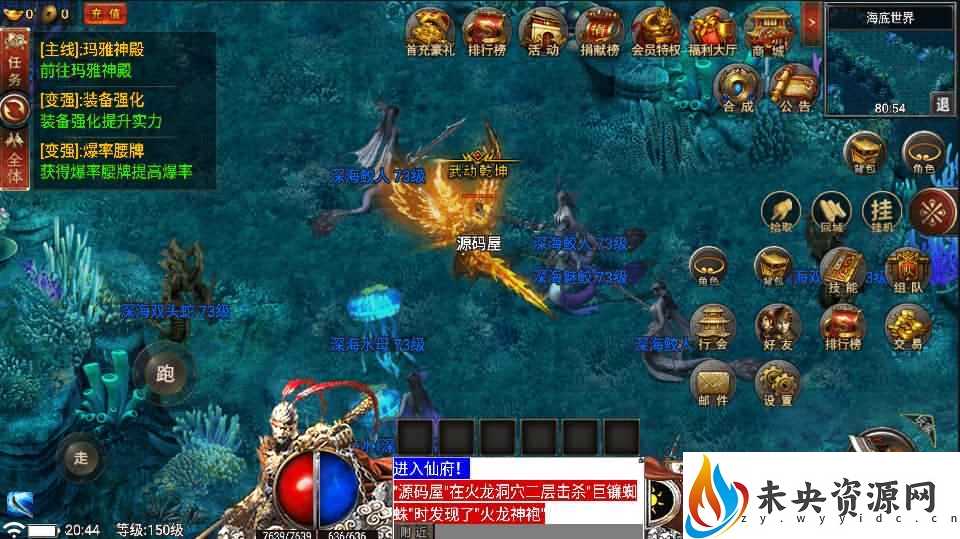 0 0 充值
首充豪礼 排行榜 活动 捐献榜 会员特权 福利大厅 商城
海底世界
任务
全体
[主线]:玛雅神殿
前往玛雅神殿
[变强]:装备强化
装备强化提升实力
[变强]:爆率腰牌
获得爆率腰牌提高爆率
合成 公告
80:54
退
背包 角色
拾取 回城 挂 挂机
深海鲛人 73级
武动乾坤
源码屋
深海鲛人 73级
深海魅鲛 73级
角色 背包 技能 组队
深海双头蛇 73级
深海水母 73级
深海鲛人
行会 好友 排行榜 交易
跑
邮件 设置
走
进入仙府!
"源码屋"在火龙洞穴二层击杀"巨镰蜘
蛛"时发现了"火龙神袍"
附近
20:44 等级:150级
7639/7639 636/636
未央资源网
zy.wyyidc.cn